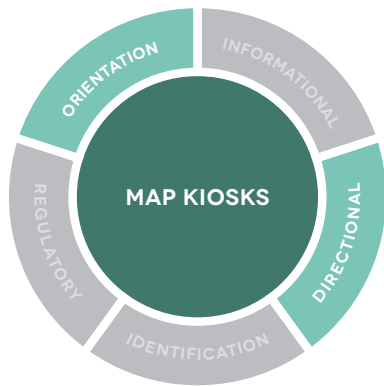 ORIENTATION
INFORMATIONAL
DIRECTIONAL
IDENTIFICATION
REGULATORY
MAP KIOSKS